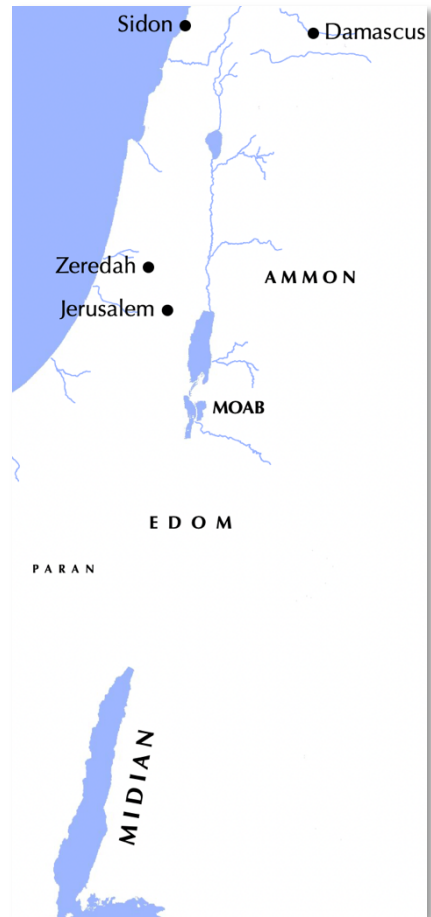 Sidon
Damascus
Zeredah
AMMON
Jerusalem
MOAB
EDOM
PARAN
MIDIAN